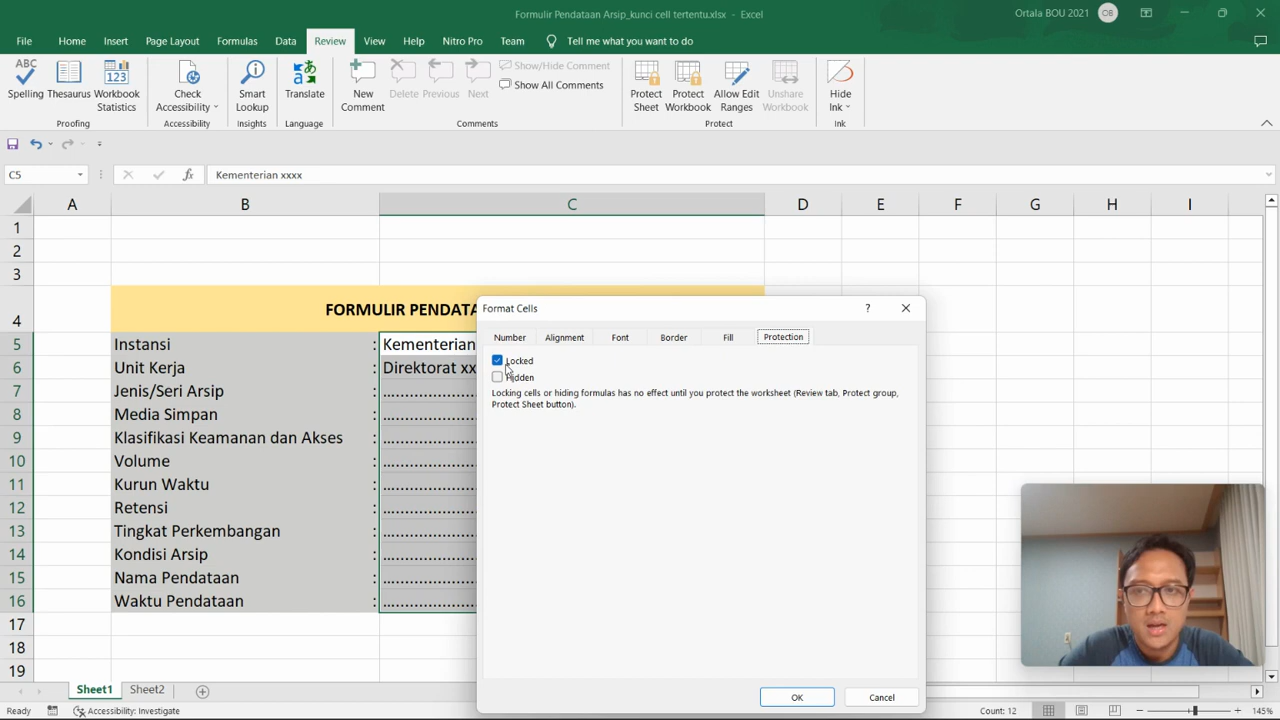 Formulir Pendataan Arsip_kunci cell tertentu.xlsx - Excel
Ortala BOU 2021 OB
File Home Insert Page Layout Formulas Data Review View Help Nitro Pro Team Tell me what you want to do
Spelling Thesaurus Workbook Statistics
Check Accessibility
Smart Lookup
Translate
New Comment Delete Previous Next
Show/Hide Comment
Show All Comments
Protect Sheet Protect Workbook Allow Edit Ranges Unshare Workbook
Hide Ink
Proofing Accessibility Insights Language Comments Protect Ink
C5 fx Kementerian xxxx
A B C D E F G H I
1
2
3
4 FORMULIR PENDATA
5 Instansi : Kementerian
6 Unit Kerja : Direktorat xx
7 Jenis/Seri Arsip : ....................
8 Media Simpan : ....................
9 Klasifikasi Keamanan dan Akses : ....................
10 Volume : ....................
11 Kurun Waktu : ....................
12 Retensi : ....................
13 Tingkat Perkembangan : ....................
14 Kondisi Arsip : ....................
15 Nama Pendataan : ....................
16 Waktu Pendataan : ....................
17
18
19
Format Cells ?
Number Alignment Font Border Fill Protection
Locked
Hidden
Locking cells or hiding formulas has no effect until you protect the worksheet (Review tab, Protect group,
Protect Sheet button).
OK Cancel
Sheet1 Sheet2
Ready Accessibility: Investigate Count: 12 145%